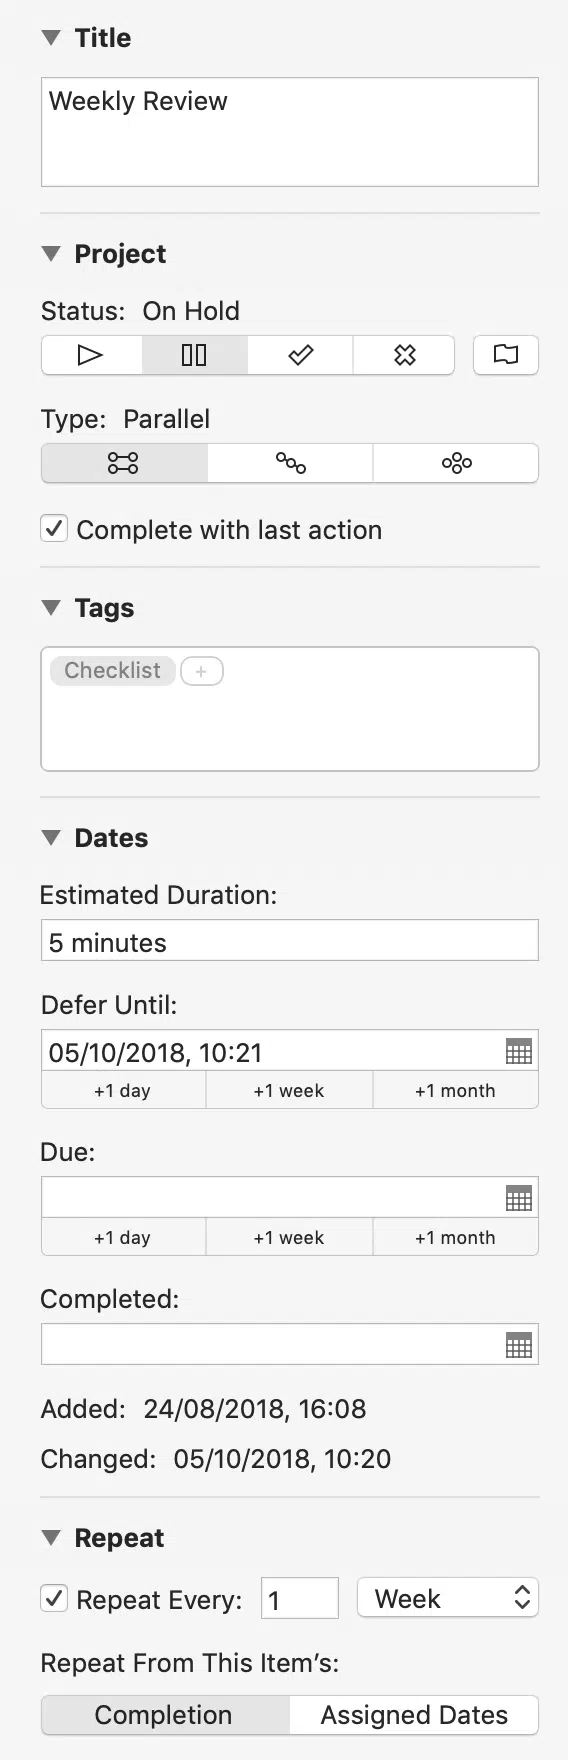 Title
Weekly Review
Project
Status: On Hold
Type: Parallel
Complete with last action
Tags
Checklist +
Dates
Estimated Duration:
5 minutes
Defer Until:
05/10/2018, 10:21
+1 day +1 week +1 month
Due:
+1 day +1 week +1 month
Completed:
Added: 24/08/2018, 16:08
Changed: 05/10/2018, 10:20
Repeat
Repeat Every: 1 Week
Repeat From This Item’s:
Completion Assigned Dates